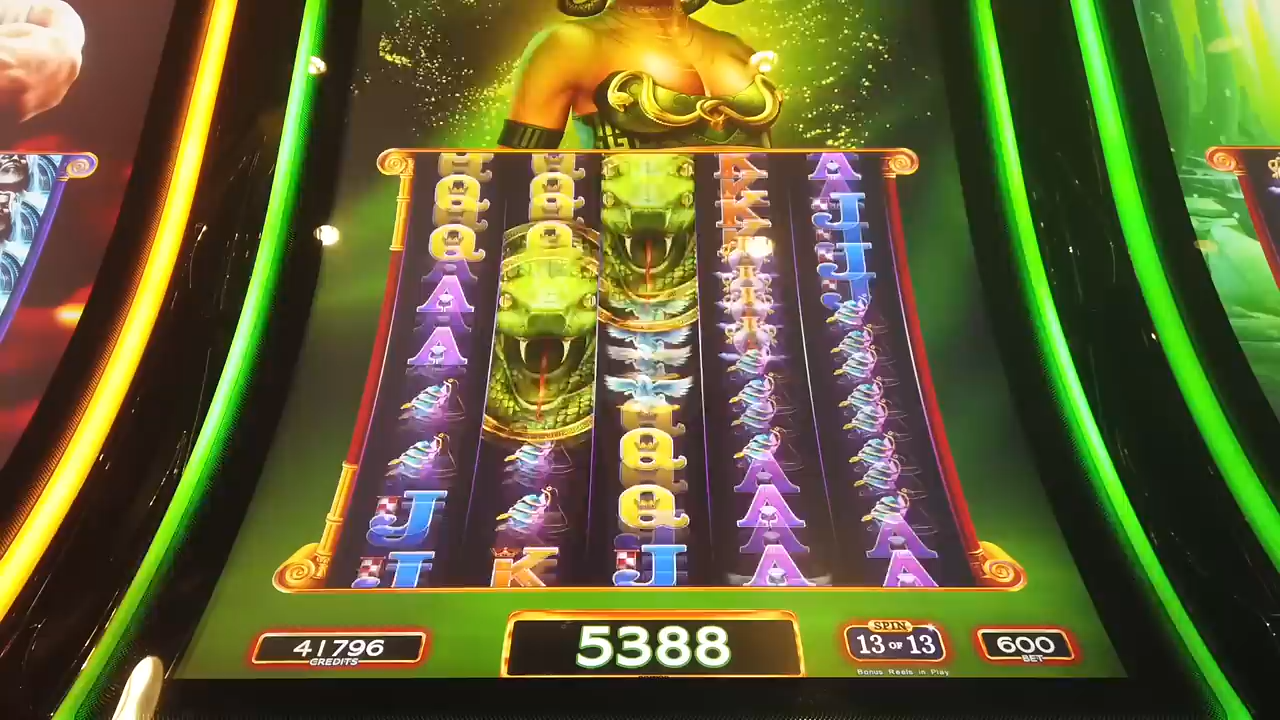 41796
CREDITS
5388
SPIN
13 OF 13
Bonus Reels in Play
600
BET